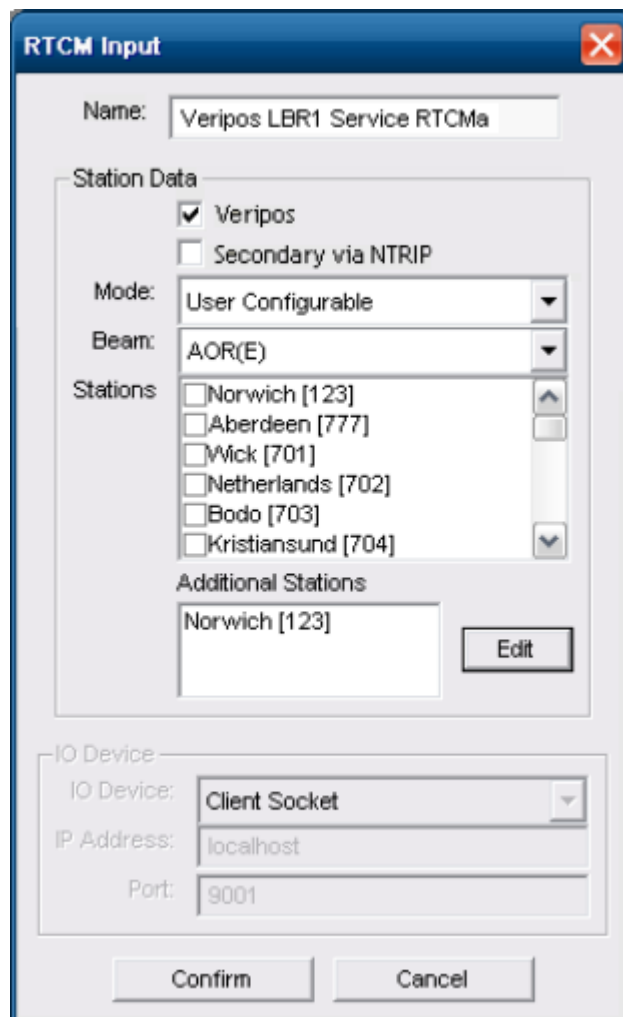 RTCM Input
Name: Veripos LBR1 Service RTCMa
Station Data
Veripos
Secondary via NTRIP
Mode: User Configurable
Beam: AOR(E)
Stations Norwich [123]
Aberdeen [777]
Wick [701]
Netherlands [702]
Bodo [703]
Kristiansund [704]
Additional Stations
Norwich [123]
Edit
IO Device
IO Device: Client Socket
IP Address: localhost
Port: 9001
Confirm Cancel